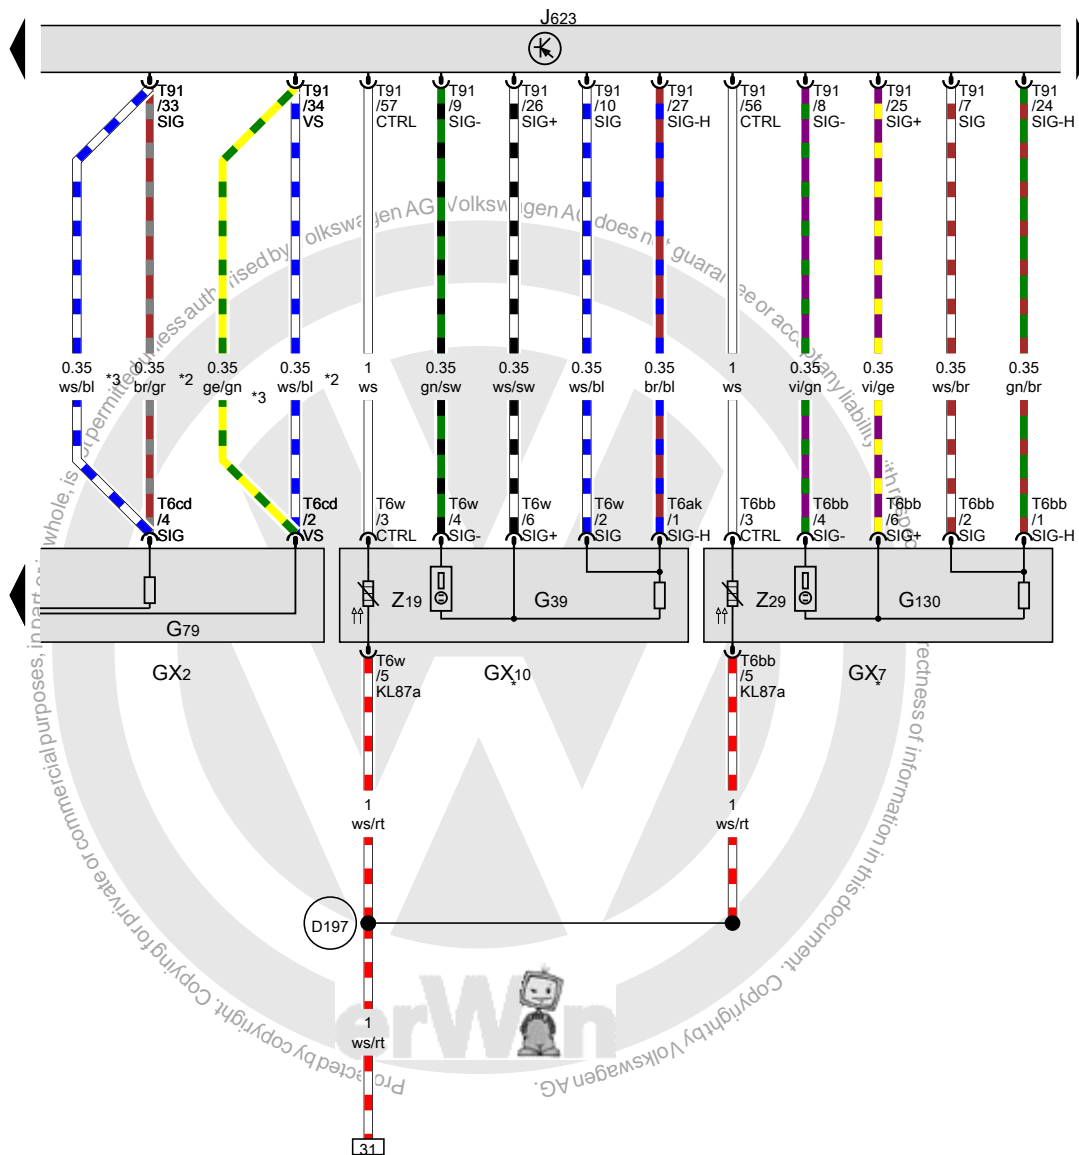 J623
T91 T91 T91 T91 T91 T91 T91 T91 T91 T91 T91 T91
/33 /34 /57 /9 /26 /10 /27 /56 /8 /25 /7 /24
SIG VS CTRL SIG- SIG+ SIG SIG-H CTRL SIG- SIG+ SIG SIG-H
0.35 0.35 0.35 0.35 1 0.35 0.35 0.35 0.35 1 0.35 0.35 0.35 0.35
ws/bl *3 br/gr *2 ge/gn *3 ws/bl *2 ws gn/sw ws/sw ws/bl br/bl ws vi/gn vi/ge ws/br gn/br
T6cd T6cd T6w T6w T6w T6w T6ak T6bb T6bb T6bb T6bb T6bb
/4 /2 /3 /4 /6 /2 /1 /3 /4 /6 /2 /1
SIG VS CTRL SIG- SIG+ SIG SIG-H CTRL SIG- SIG+ SIG SIG-H
Z19 G39 Z29 G130
G79
GX2 GX10 GX7
* *
T6w T6bb
/5 /5
KL87a KL87a
1 1
ws/rt ws/rt
D197
1
ws/rt
31
erWin
Protected by copyright. Copying for private or commercial purposes, in part or in whole, is not permitted unless authorised by Volkswagen AG. Volkswagen AG does not guarantee or accept any liability with respect
correctness of information in this document. Copyright by Volkswagen AG.